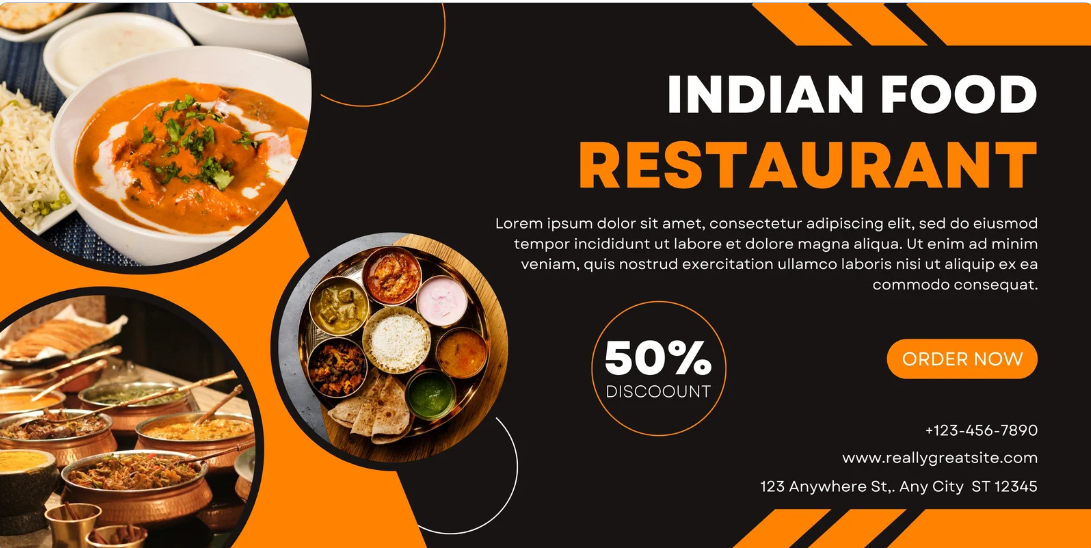 INDIAN FOOD
RESTAURANT
Lorem ipsum dolor sit amet, consectetur adipiscing elit, sed do eiusmod
tempor incididunt ut labore et dolore magna aliqua. Ut enim ad minim
veniam, quis nostrud exercitation ullamco laboris nisi ut aliquip ex ea
commodo consequat.
50%
DISCOOUNT
ORDER NOW
+123-456-7890
www.reallygreatsite.com
123 Anywhere St,. Any City ST 12345